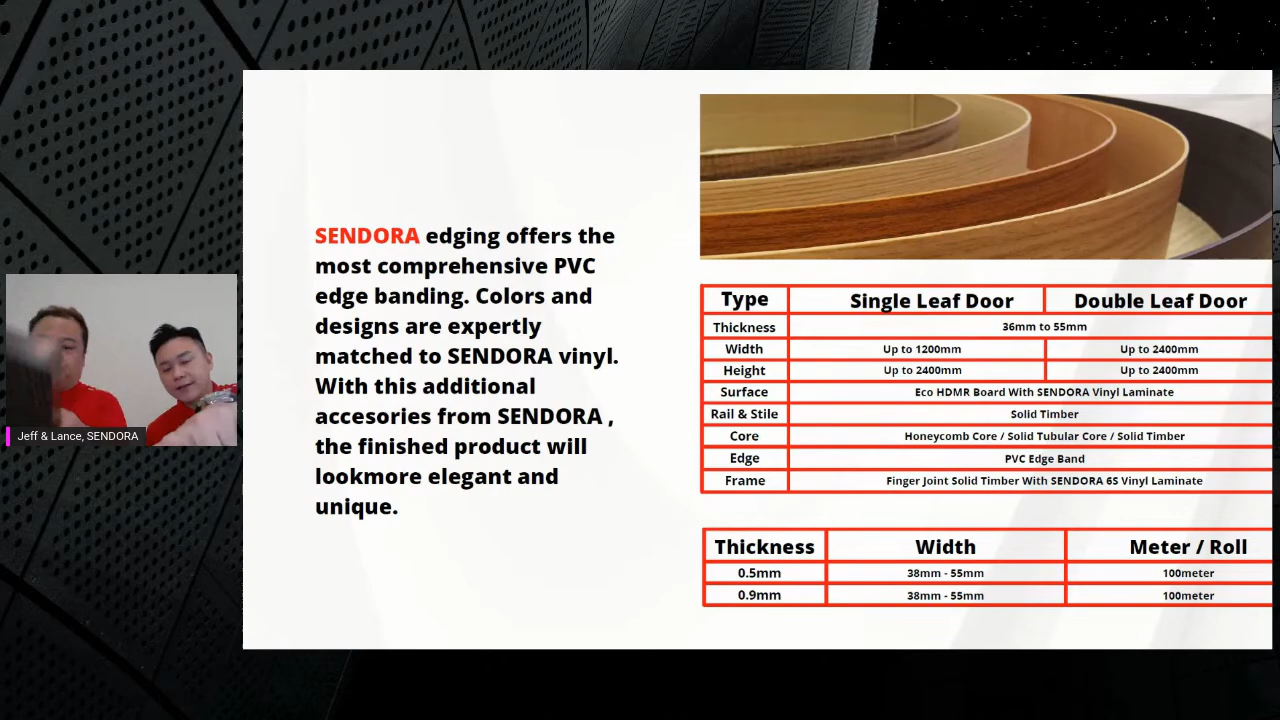 SENDORA edging offers the
most comprehensive PVC
edge banding. Colors and
designs are expertly
matched to SENDORA vinyl.
With this additional
accesories from SENDORA ,
the finished product will
lookmore elegant and
unique.
Jeff & Lance, SENDORA
Type Single Leaf Door Double Leaf Door
Thickness 36mm to 55mm
Width Up to 1200mm Up to 2400mm
Height Up to 2400mm Up to 2400mm
Surface Eco HDMR Board With SENDORA Vinyl Laminate
Rail & Stile Solid Timber
Core Honeycomb Core / Solid Tubular Core / Solid Timber
Edge PVC Edge Band
Frame Finger Joint Solid Timber With SENDORA 6S Vinyl Laminate
Thickness Width Meter / Roll
0.5mm 38mm - 55mm 100meter
0.9mm 38mm - 55mm 100meter